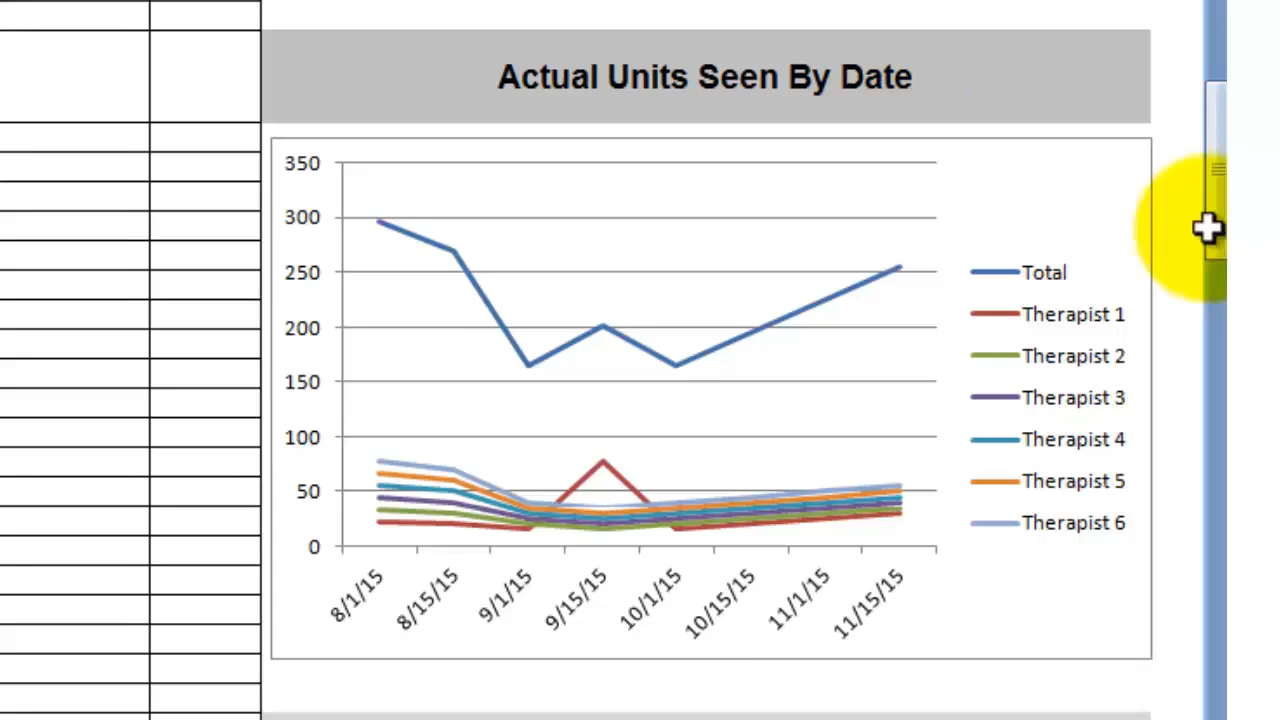 Actual Units Seen By Date
350
300
250
200
150
100
50
0
8/1/15
8/15/15
9/1/15
9/15/15
10/1/15
10/15/15
11/1/15
11/15/15
Total
Therapist 1
Therapist 2
Therapist 3
Therapist 4
Therapist 5
Therapist 6